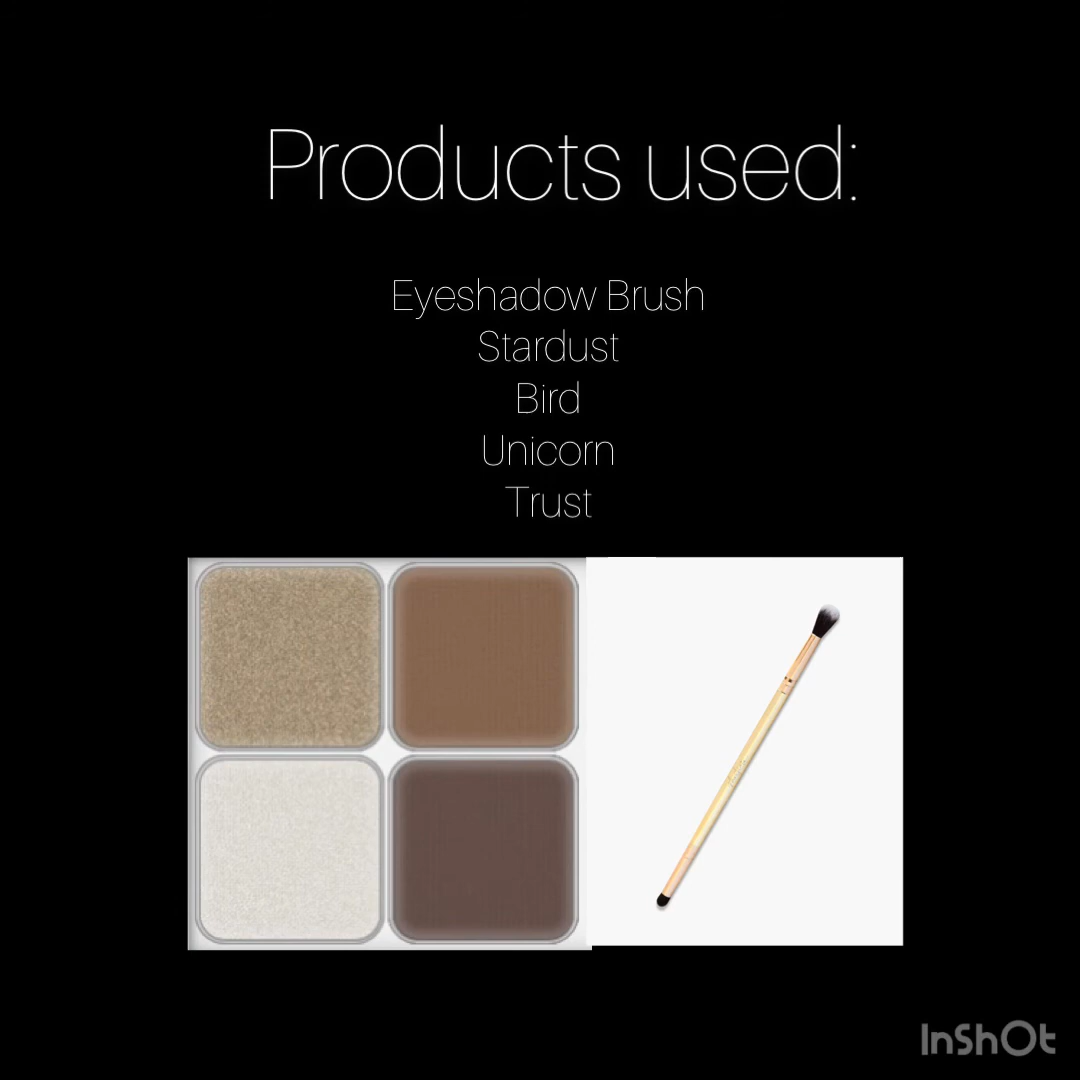 Products used:
Eyeshadow Brush
Stardust
Bird
Unicorn
Trust
InShOt